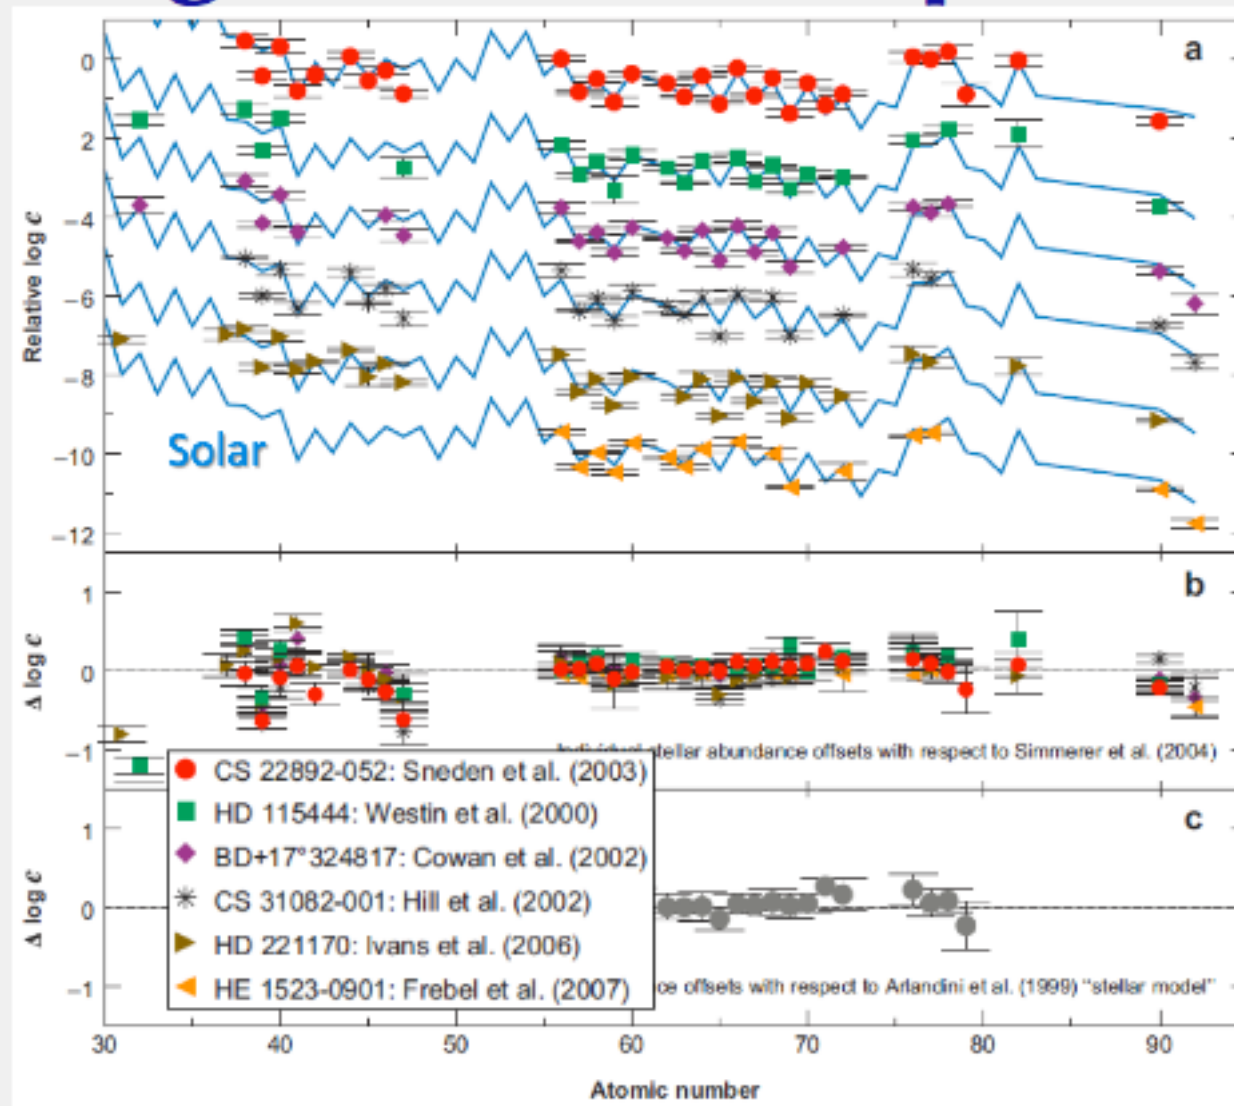 a
0
2
−4
−6
−8
−10
−12
Relative log ϵ
Solar
b
1
0
−1
Δ log ϵ
stellar abundance offsets with respect to Simmerer et al. (2004)
CS 22892-052: Sneden et al. (2003)
HD 115444: Westin et al. (2000)
BD+17°324817: Cowan et al. (2002)
CS 31082-001: Hill et al. (2002)
HD 221170: Ivans et al. (2006)
HE 1523-0901: Frebel et al. (2007)
c
1
0
−1
Δ log ϵ
ce offsets with respect to Arlandini et al. (1999) "stellar model"
30 40 50 60 70 80 90
Atomic number